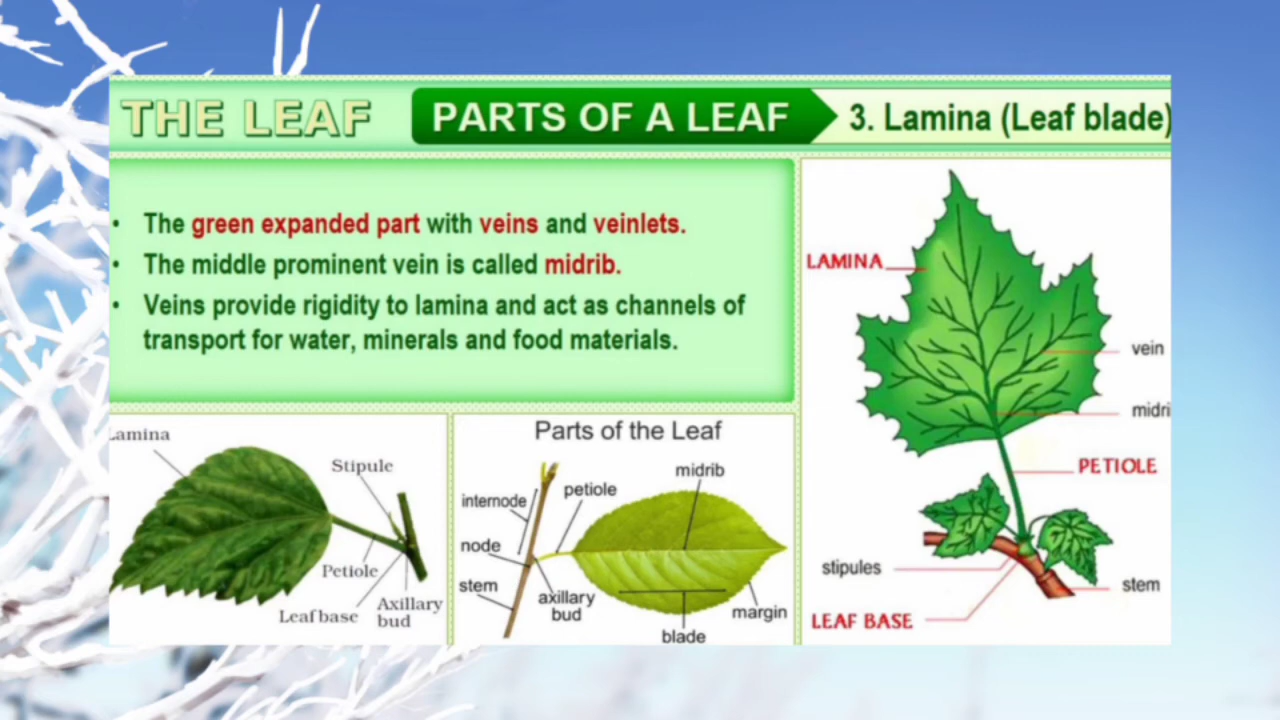 THE LEAF
PARTS OF A LEAF
3. Lamina (Leaf blade)
• The green expanded part with veins and veinlets.
• The middle prominent vein is called midrib.
• Veins provide rigidity to lamina and act as channels of
transport for water, minerals and food materials.
Lamina
Stipule
Petiole
Leaf base
Axillary
bud
Parts of the Leaf
midrib
petiole
internode
node
stem
axillary
bud
margin
blade
LAMINA
vein
midri
PETIOLE
stipules
stem
LEAF BASE